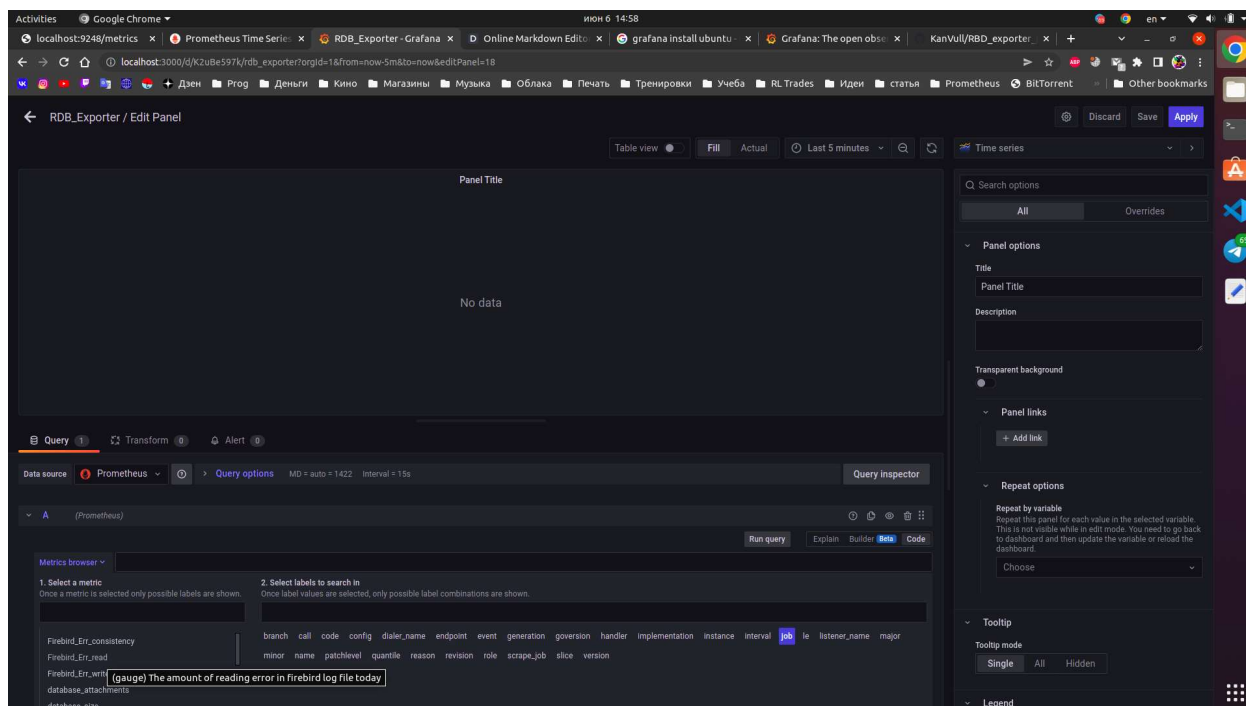 Activities Google Chrome ▾ июн 6 14:58 en ▾
localhost:9248/metrics × Prometheus Time Series × RDB_Exporter - Grafana × Online Markdown Edito × grafana install ubuntu - × Grafana: The open obse × KanVull/RBD_exporter_ × +
localhost:3000/d/K2uBe597k/rdb_exporter?orgId=1&from=now-5m&to=now&editPanel=18
Дзен Prog Деньги Кино Магазины Музыка Облака Печать Тренировки Учеба RL Trades Идеи статья Prometheus BitTorrent » Other bookmarks
RDB_Exporter / Edit Panel Discard Save Apply
Table view Fill Actual Last 5 minutes Time series
Panel Title
Search options
All Overrides
Panel options
Title
Panel Title
No data
Description
Transparent background
Panel links
+ Add link
Query 1 Transform 0 Alert 0
Data source Prometheus > Query options MD = auto = 1422 Interval = 15s Query inspector
Repeat options
Repeat by variable
Repeat this panel for each value in the selected variable.
This is not visible while in edit mode. You need to go back
to dashboard and then update the variable or reload the
dashboard.
Choose
A (Prometheus)
Run query Explain Builder Beta Code
Metrics browser
1. Select a metric
Once a metric is selected only possible labels are shown.
2. Select labels to search in
Once label values are selected, only possible label combinations are shown.
Firebird_Err_consistency
Firebird_Err_read
Firebird_Err_write
(gauge) The amount of reading error in firebird log file today
database_attachments
database_size
branch call code config dialer_name endpoint event generation goversion handler implementation instance interval job le listener_name major
minor name patchlevel quantile reason revision role scrape_job slice version
Tooltip
Tooltip mode
Single All Hidden
Legend